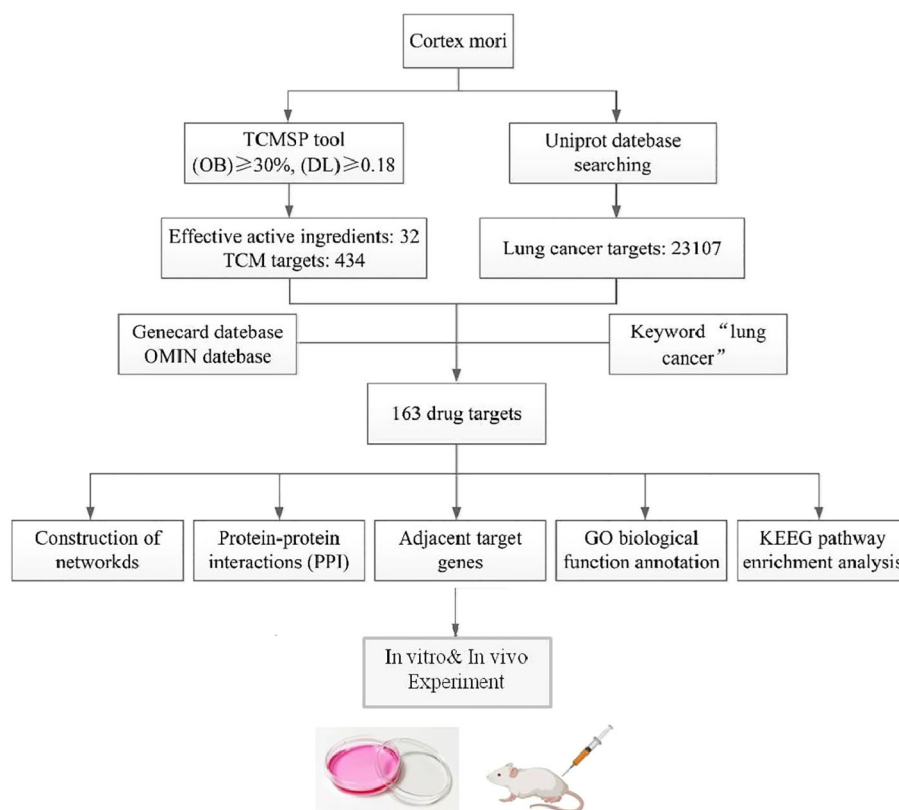 Cortex mori
TCMSP tool
(OB)≥30%, (DL)≥0.18
Uniprot datebase
searching
Effective active ingredients: 32
TCM targets: 434
Lung cancer targets: 23107
Genecard datebase
OMIN datebase
Keyword “lung
cancer”
163 drug targets
Construction of
networkds
Protein-protein
interactions (PPI)
Adjacent target
genes
GO biological
function annotation
KEEG pathway
enrichment analysis
In vitro& In vivo
Experiment